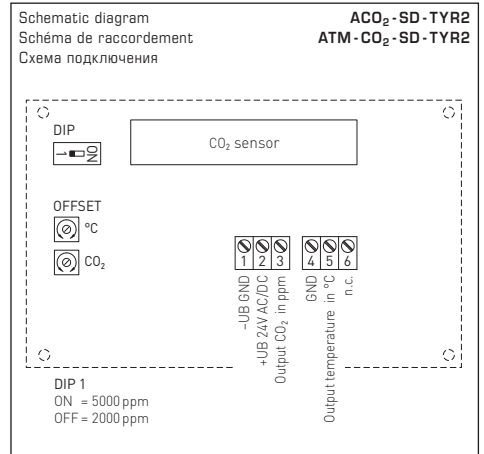 Schematic diagram
Schéma de raccordement
Схема подключения
ACO₂-SD-TYR2
ATM-CO₂-SD-TYR2
DIP
1
ON
CO₂ sensor
OFFSET
°C
CO₂
1 2 3 4 5 6
–UB GND
+UB 24V AC/DC
Output CO₂ in ppm
GND
Output temperature in °C
n.c.
DIP 1
ON = 5000 ppm
OFF = 2000 ppm